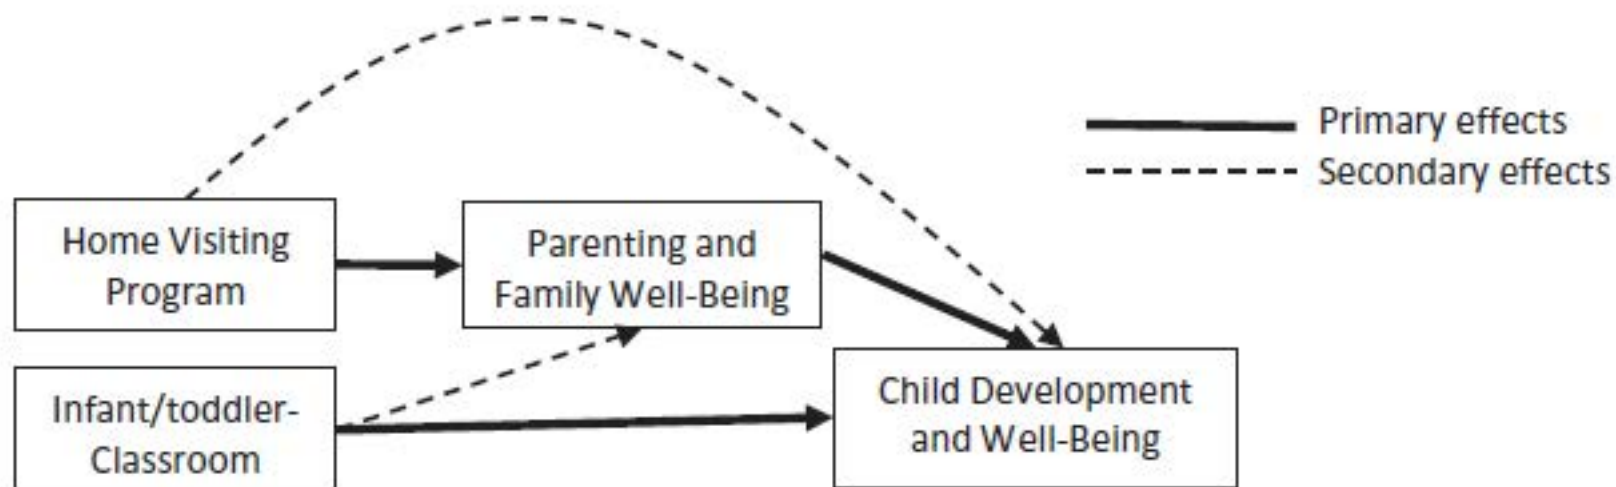 Primary effects
Secondary effects
Home Visiting
Program
Parenting and
Family Well-Being
Infant/toddler-
Classroom
Child Development
and Well-Being